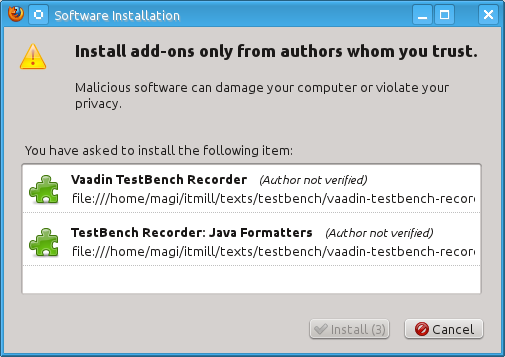 Software Installation
Install add-ons only from authors whom you trust.
Malicious software can damage your computer or violate your
privacy.
You have asked to install the following item:
Vaadin TestBench Recorder (Author not verified)
file:///home/magi/itmill/texts/testbench/vaadin-testbench-recor
TestBench Recorder: Java Formatters (Author not verified)
file:///home/magi/itmill/texts/testbench/vaadin-testbench-recor
Install (3)
Cancel